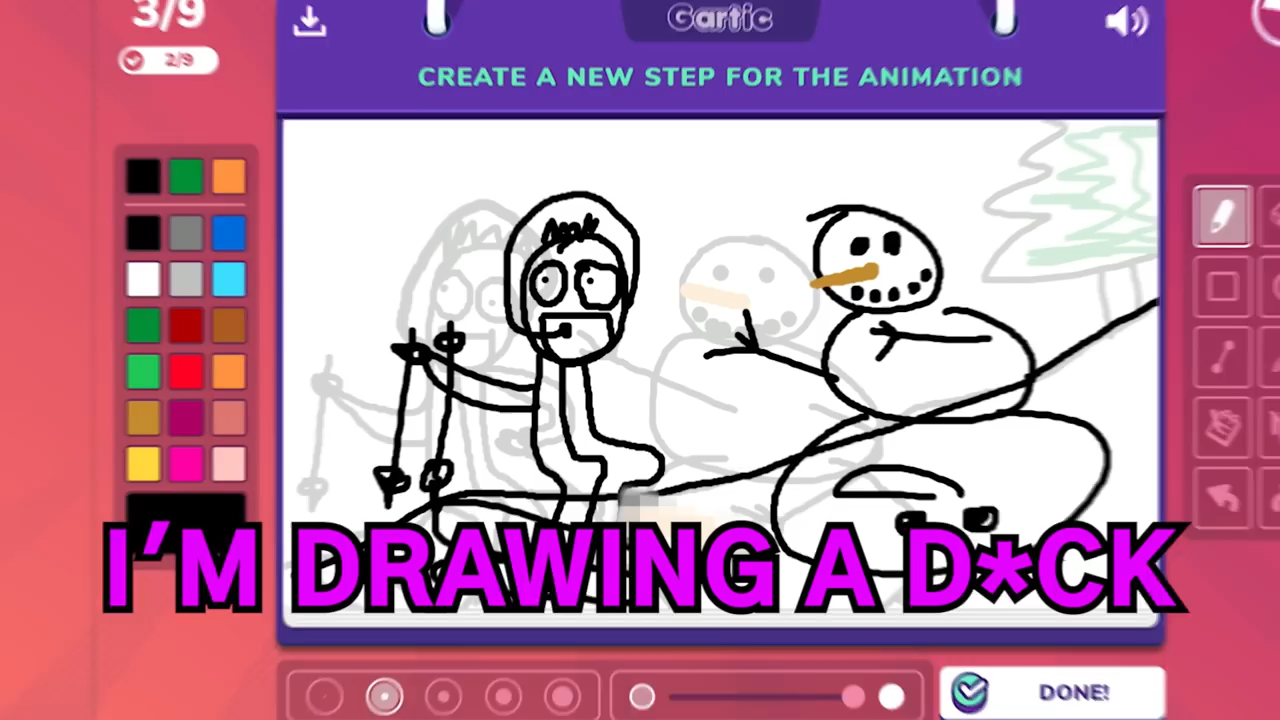 3/9
Gartic
2/9
CREATE A NEW STEP FOR THE ANIMATION
I'M DRAWING A D*CK
DONE!